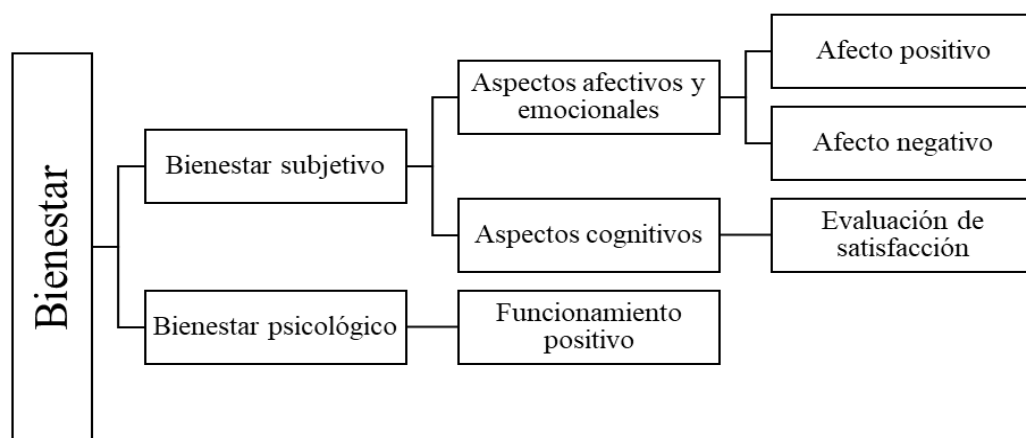 Bienestar
Bienestar subjetivo
Aspectos afectivos y
emocionales
Afecto positivo
Afecto negativo
Aspectos cognitivos
Evaluación de
satisfacción
Bienestar psicológico
Funcionamiento
positivo